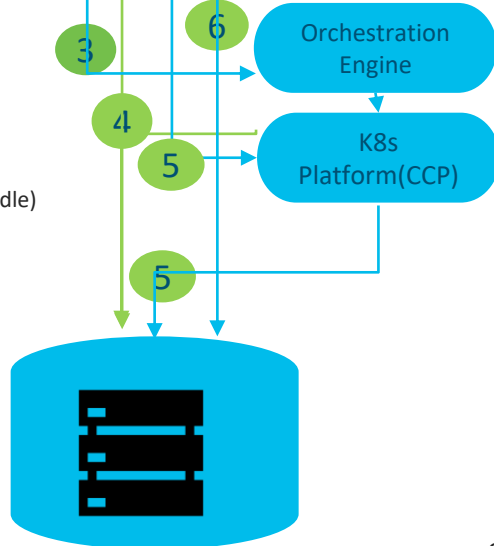 6
Orchestration
Engine
3
4
K8s
Platform(CCP)
5
dle)
5